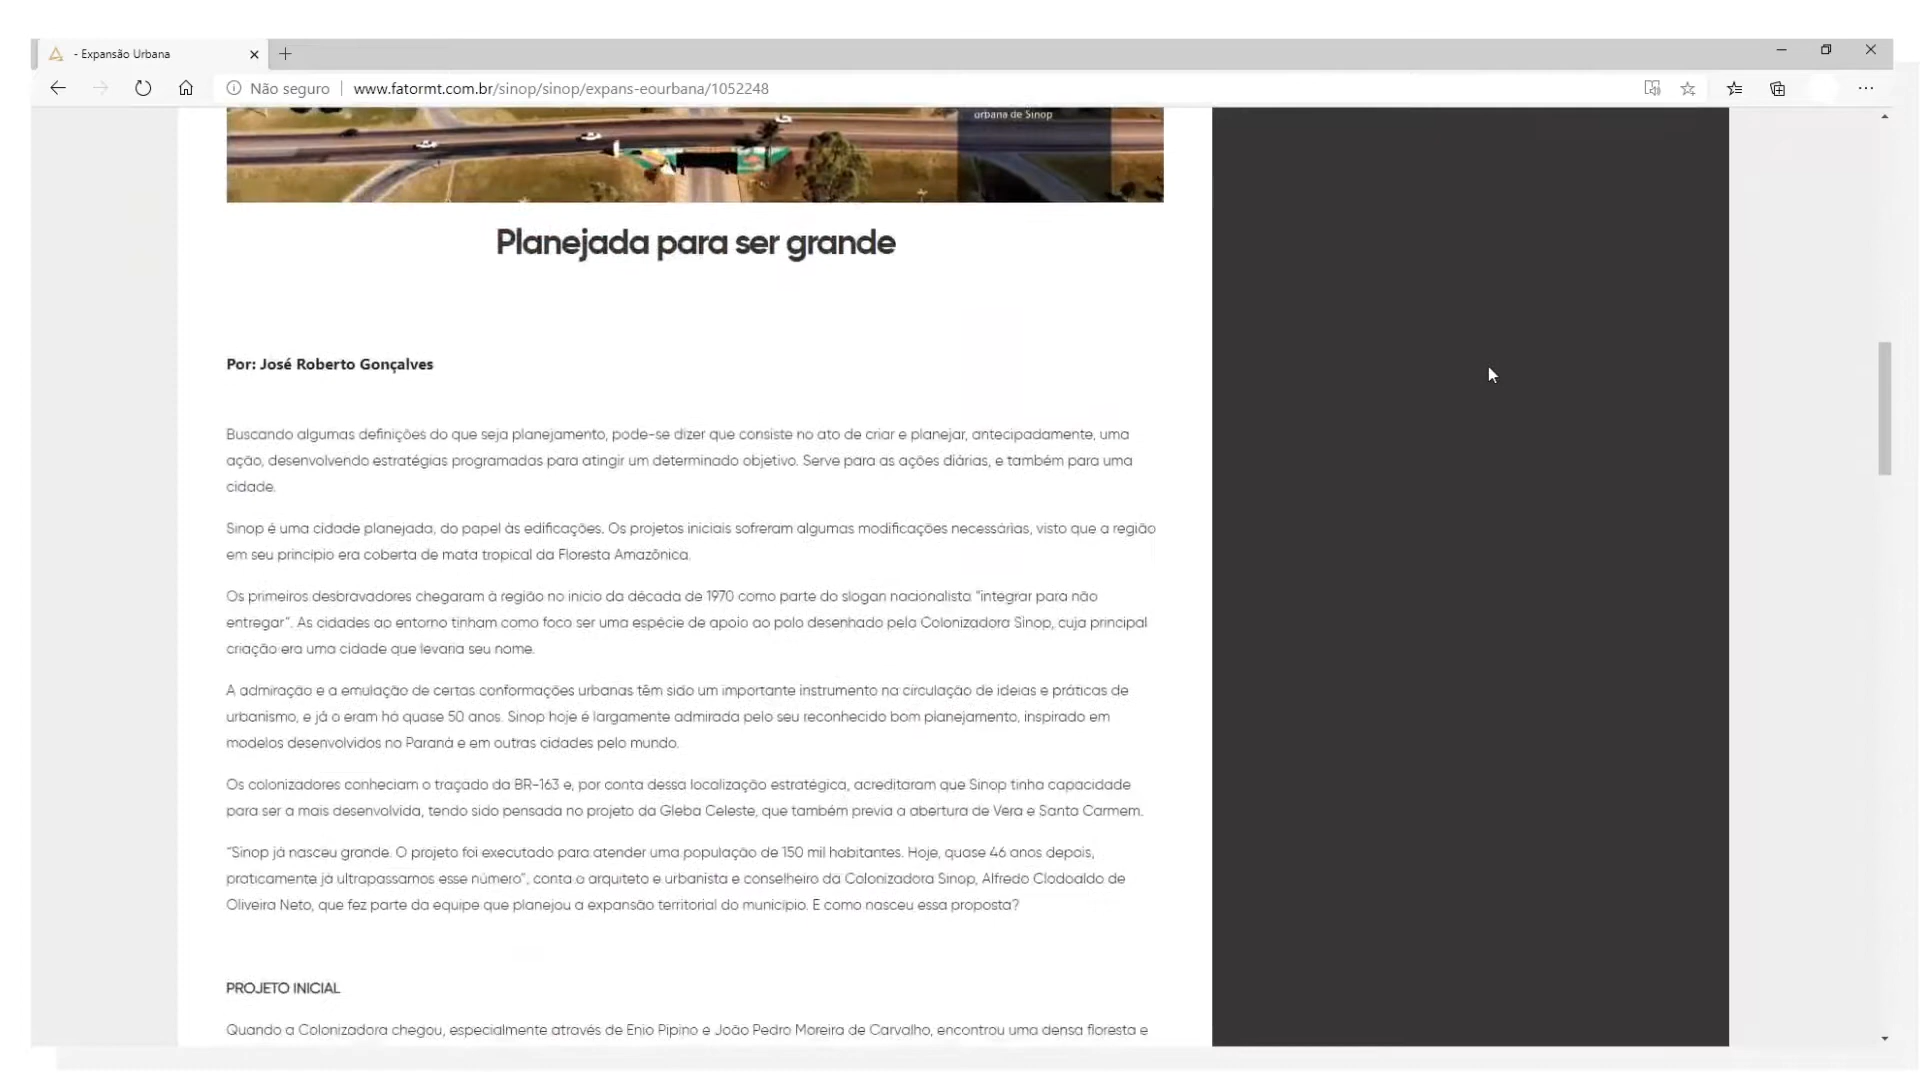 - Expansão Urbana
Não seguro
www.fatormt.com.br/sinop/sinop/expans-eourbana/1052248
urbana de Sinop
Planejada para ser grande
Por: José Roberto Gonçalves
Buscando algumas definições do que seja planejamento, pode-se dizer que consiste no ato de criar e planejar, antecipadamente, uma
ação, desenvolvendo estratégias programadas para atingir um determinado objetivo. Serve para as ações diárias, e também para uma
cidade.
Sinop é uma cidade planejada, do papel às edificações. Os projetos iniciais sofreram algumas modificações necessárias, visto que a região
em seu princípio era coberta de mata tropical da Floresta Amazônica.
Os primeiros desbravadores chegaram à região no início da década de 1970 como parte do slogan nacionalista "integrar para não
entregar". As cidades ao entorno tinham como foco ser uma espécie de apoio ao polo desenhado pela Colonizadora Sinop, cuja principal
criação era uma cidade que levaria seu nome.
A admiração e a emulação de certas conformações urbanas têm sido um importante instrumento na circulação de ideias e práticas de
urbanismo, e já o eram há quase 50 anos. Sinop hoje é largamente admirada pelo seu reconhecido bom planejamento, inspirado em
modelos desenvolvidos no Paraná e em outras cidades pelo mundo.
Os colonizadores conheciam o traçado da BR-163 e, por conta dessa localização estratégica, acreditaram que Sinop tinha capacidade
para ser a mais desenvolvida, tendo sido pensada no projeto da Gleba Celeste, que também previa a abertura de Vera e Santa Carmem.
"Sinop já nasceu grande. O projeto foi executado para atender uma população de 150 mil habitantes. Hoje, quase 46 anos depois,
praticamente já ultrapassamos esse número", conta o arquiteto e urbanista e conselheiro da Colonizadora Sinop, Alfredo Clodoaldo de
Oliveira Neto, que fez parte da equipe que planejou a expansão territorial do município. E como nasceu essa proposta?
PROJETO INICIAL
Quando a Colonizadora chegou, especialmente através de Enio Pipino e João Pedro Moreira de Carvalho, encontrou uma densa floresta e